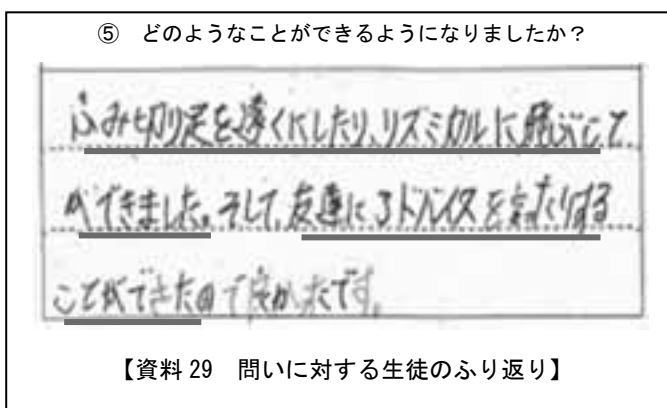 ⑤ どのようなことができるようになりましたか?
ふみ切り足を遠くにしたり、リズミカルに飛ぶこと
ができました。そして、友達にアドバイスを言ったりする
ことができたので良かったです。
【資料 29 問いに対する生徒のふり返り】